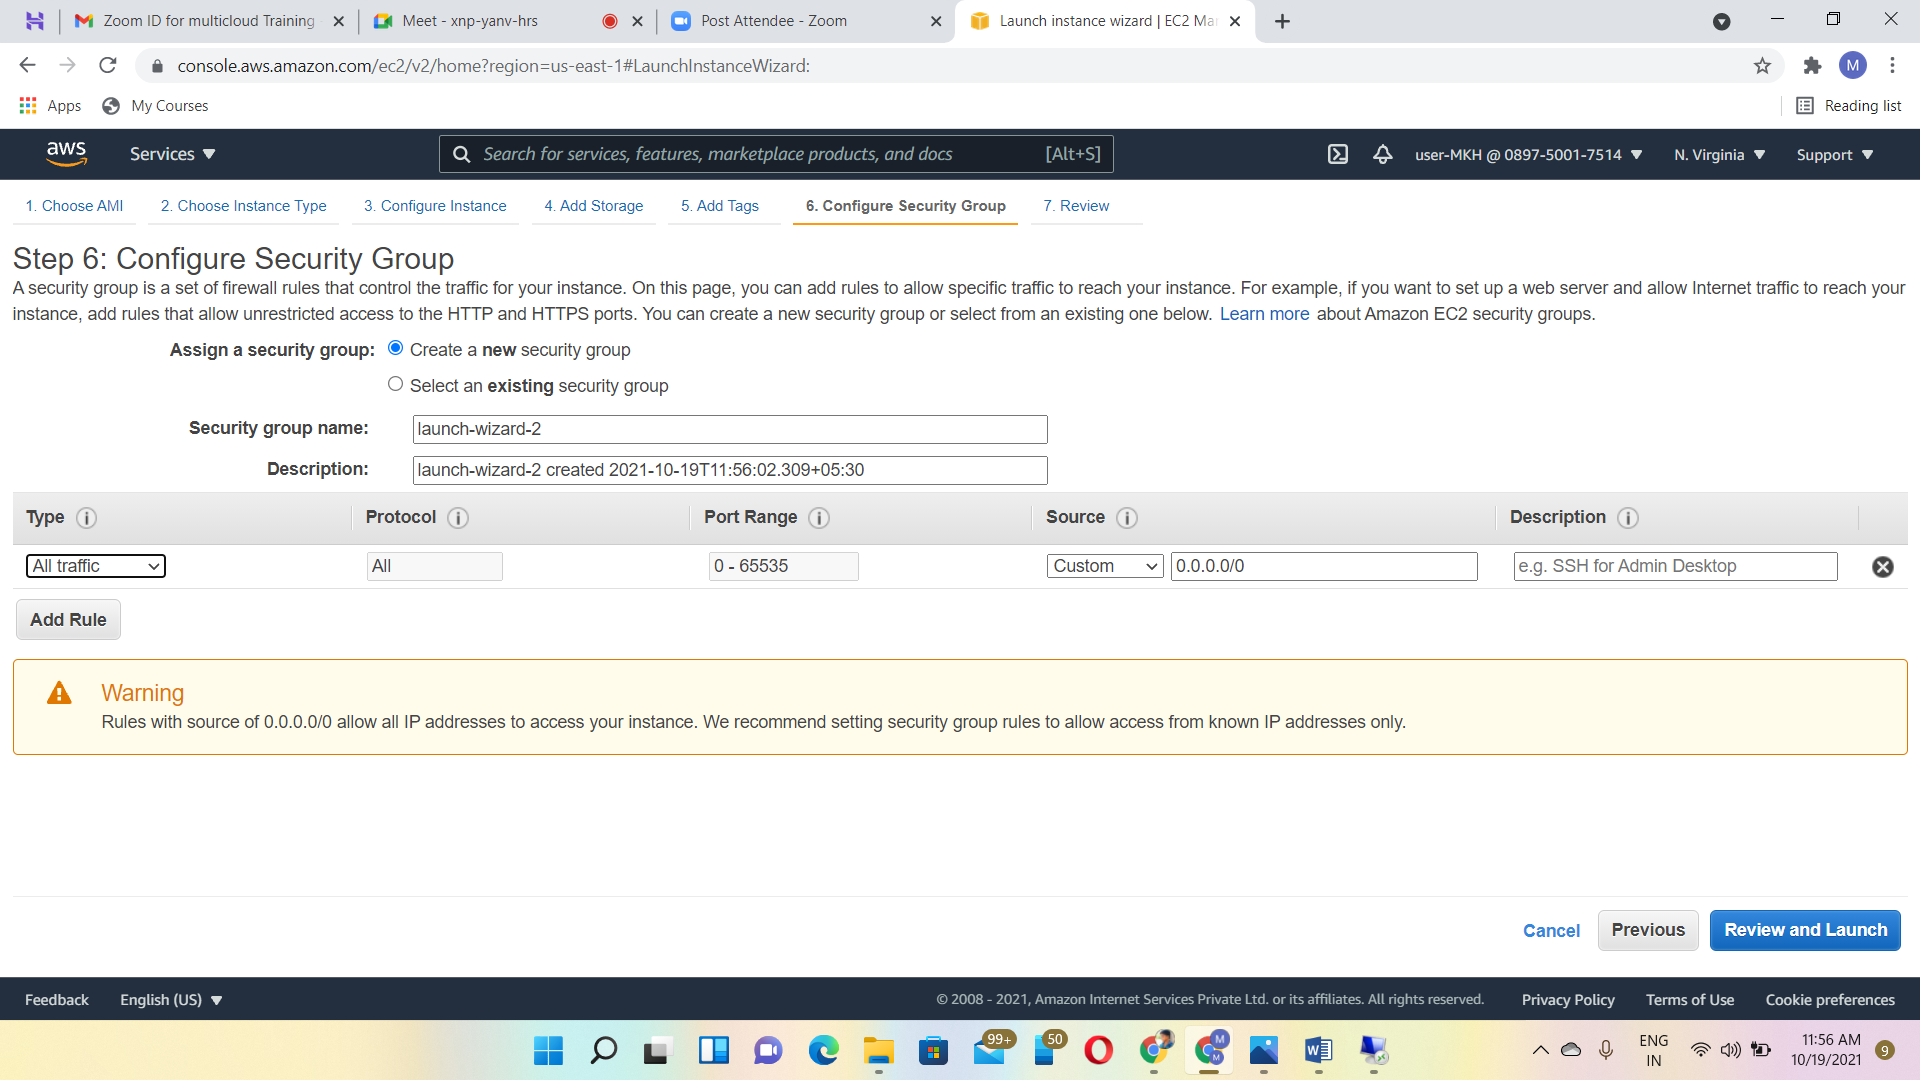 Zoom ID for multicloud Training
Meet - xnp-yanv-hrs
Post Attendee - Zoom
Launch instance wizard | EC2 Ma
console.aws.amazon.com/ec2/v2/home?region=us-east-1#LaunchInstanceWizard:
M
Apps
My Courses
Reading list
aws
Services
Search for services, features, marketplace products, and docs
[Alt+S]
user-MKH @ 0897-5001-7514
N. Virginia
Support
1. Choose AMI
2. Choose Instance Type
3. Configure Instance
4. Add Storage
5. Add Tags
6. Configure Security Group
7. Review
Step 6: Configure Security Group
A security group is a set of firewall rules that control the traffic for your instance. On this page, you can add rules to allow specific traffic to reach your instance. For example, if you want to set up a web server and allow Internet traffic to reach your
instance, add rules that allow unrestricted access to the HTTP and HTTPS ports. You can create a new security group or select from an existing one below. Learn more about Amazon EC2 security groups.
Assign a security group:
Create a new security group
Select an existing security group
Security group name:
launch-wizard-2
Description:
launch-wizard-2 created 2021-10-19T11:56:02.309+05:30
Type
Protocol
Port Range
Source
Description
All traffic
All
0 - 65535
Custom
0.0.0.0/0
e.g. SSH for Admin Desktop
Add Rule
Warning
Rules with source of 0.0.0.0/0 allow all IP addresses to access your instance. We recommend setting security group rules to allow access from known IP addresses only.
Cancel
Previous
Review and Launch
Feedback
English (US)
© 2008 - 2021, Amazon Internet Services Private Ltd. or its affiliates. All rights reserved.
Privacy Policy
Terms of Use
Cookie preferences
99+
50
M
M
ENG
IN
11:56 AM
10/19/2021
9